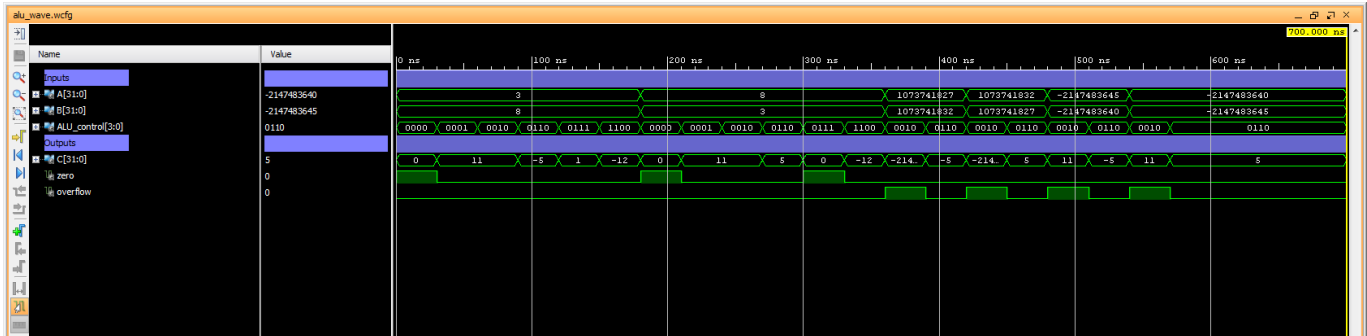 alu_wave.wcfg
700,000 ns
Name Value
0 ns 100 ns 200 ns 300 ns 400 ns 500 ns 600 ns
Inputs
A[31:0] -2147483640 3 8 1073741827 1073741832 -2147483645 -2147483640
B[31:0] -2147483645 8 3 1073741832 1073741827 -2147483640 -2147483645
ALU_control[3:0] 0110 0000 0001 0010 0110 0111 1100 0000 0001 0010 0110 0111 1100 0010 0110 0010 0110 0010 0110 0010 0110
Outputs
C[31:0] 5 0 11 -5 1 -12 0 11 5 0 -12 -214... -5 -214... 5 11 -5 11 5
zero 0
overflow 0